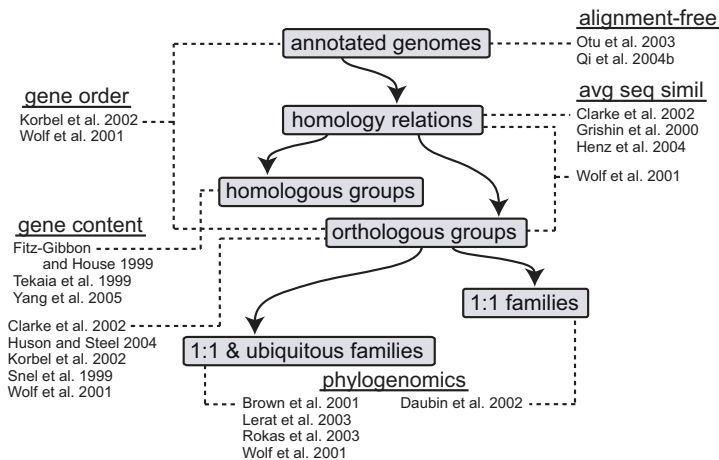 alignment-free
annotated genomes
Otu et al. 2003
Qi et al. 2004b
avg seq simil
gene order
Korbel et al. 2002
Wolf et al. 2001
homology relations
Clarke et al. 2002
Grishin et al. 2000
Henz et al. 2004
Wolf et al. 2001
homologous groups
gene content
orthologous groups
Fitz-Gibbon
and House 1999
Tekaia et al. 1999
Yang et al. 2005
1:1 families
Clarke et al. 2002
Huson and Steel 2004
Korbel et al. 2002
Snel et al. 1999
Wolf et al. 2001
1:1 & ubiquitous families
phylogenomics
Brown et al. 2001
Lerat et al. 2003
Rokas et al. 2003
Wolf et al. 2001
Daubin et al. 2002